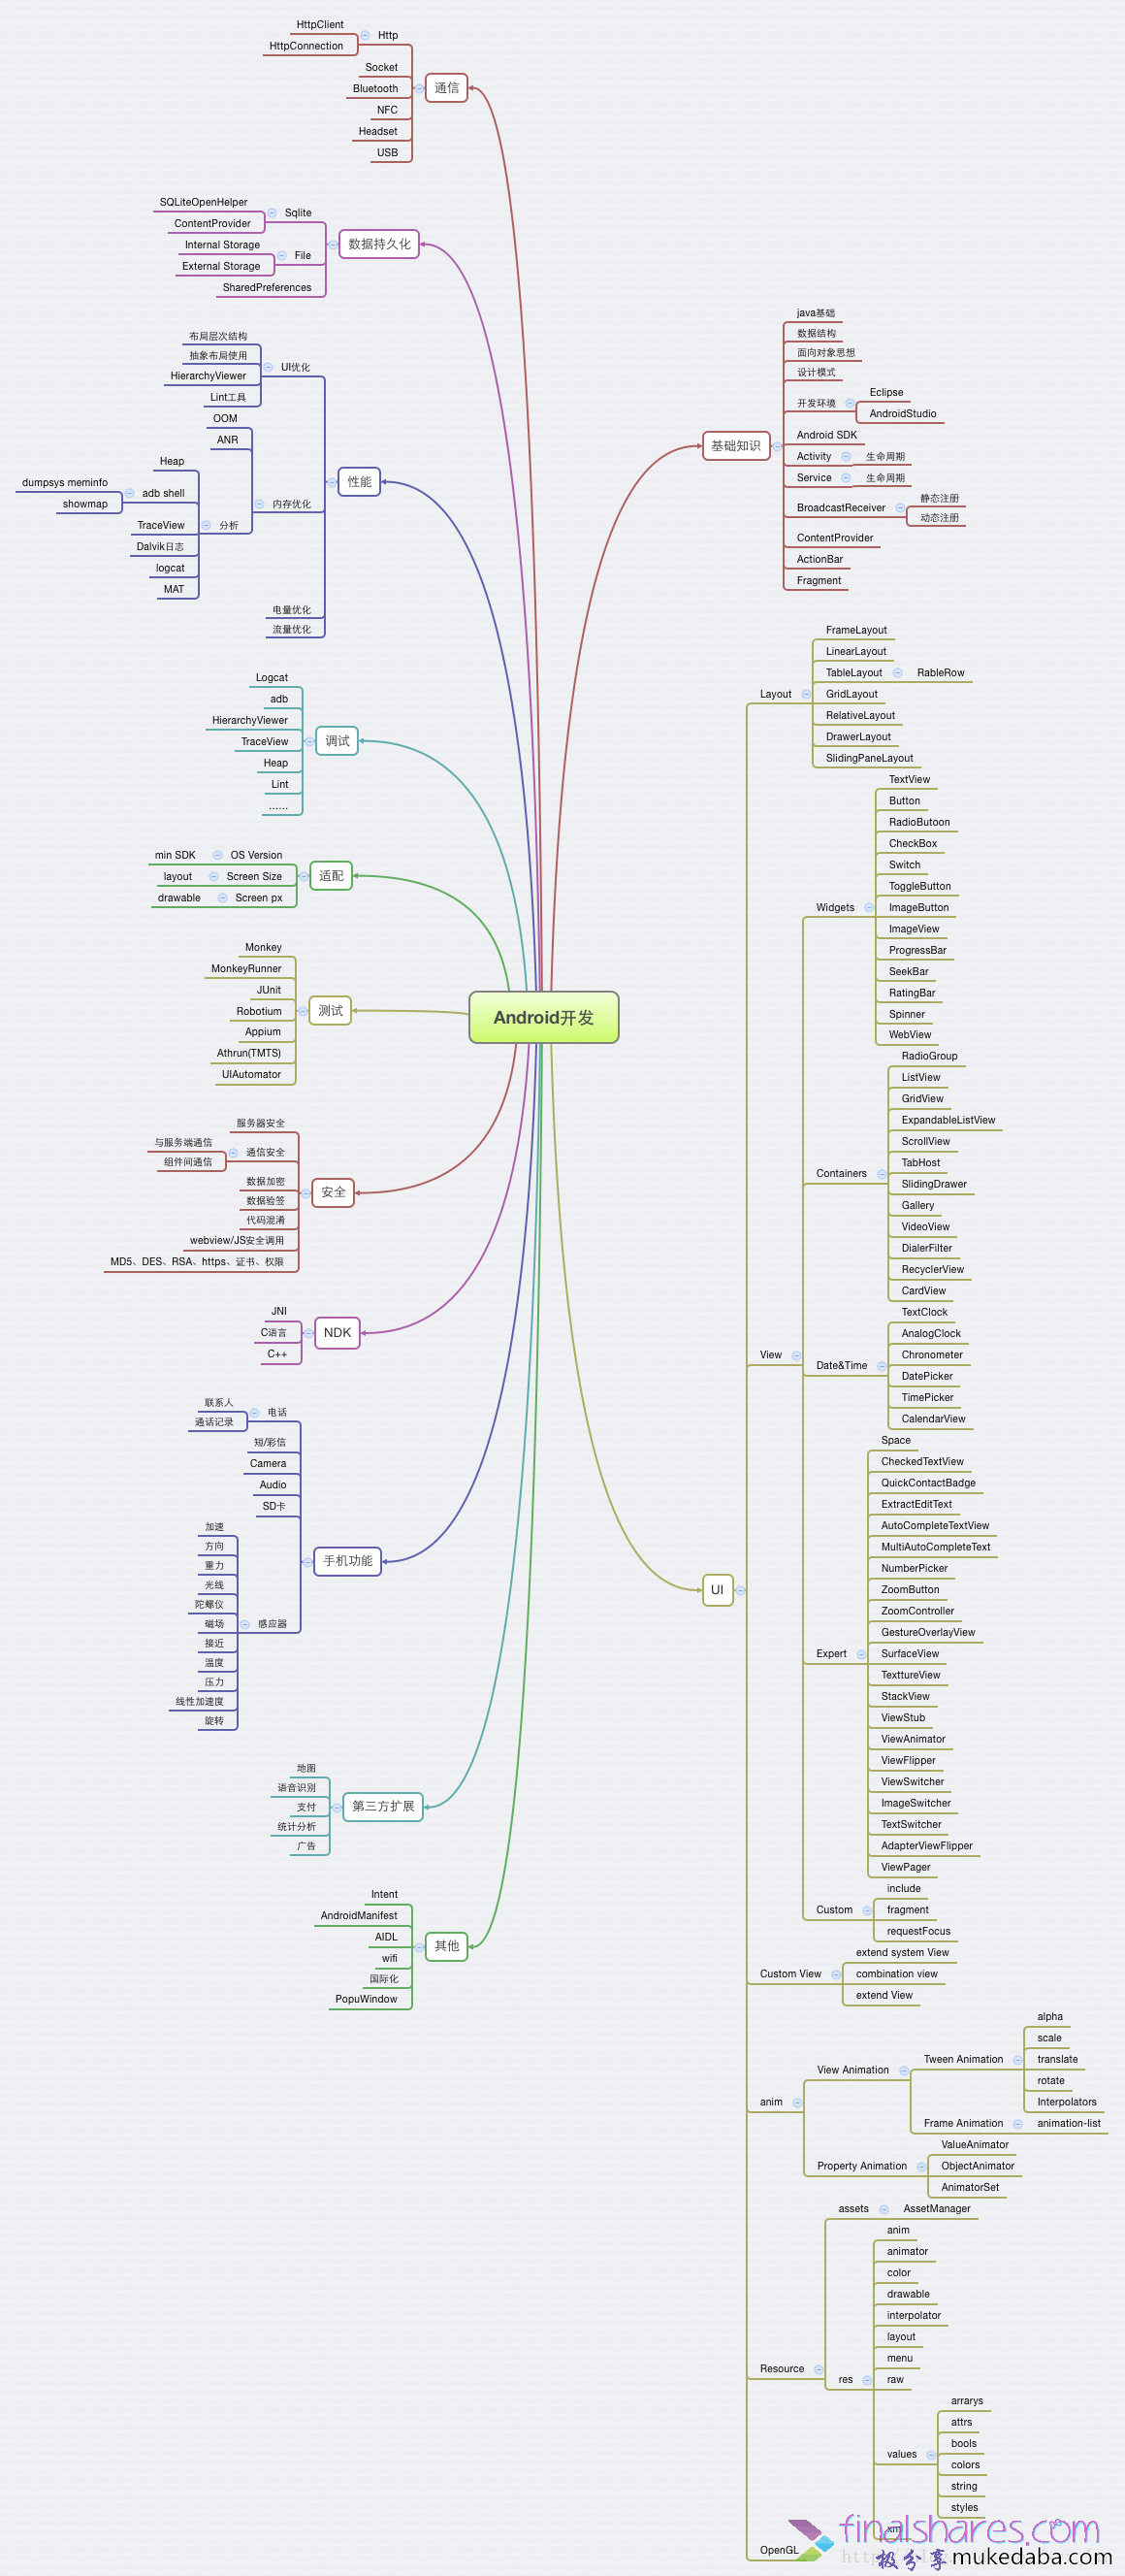 Android开发
通信
Http
HttpClient
HttpConnection
Socket
Bluetooth
NFC
Headset
USB
数据持久化
Sqlite
SQLiteOpenHelper
ContentProvider
File
Internal Storage
External Storage
SharedPreferences
性能
UI优化
布局层次结构
抽象布局使用
HierarchyViewer
Lint工具
内存优化
OOM
ANR
分析
Heap
adb shell
dumpsys meminfo
showmap
TraceView
Dalvik日志
logcat
MAT
电量优化
流量优化
调试
Logcat
adb
HierarchyViewer
TraceView
Heap
Lint
……
适配
OS Version
min SDK
Screen Size
layout
Screen px
drawable
测试
Monkey
MonkeyRunner
JUnit
Robotium
Appium
Athrun(TMTS)
UIAutomator
安全
服务器安全
通信安全
与服务端通信
组件间通信
数据加密
数据验签
代码混淆
webview/JS安全调用
MD5、DES、RSA、https、证书、权限
NDK
JNI
C语言
C++
手机功能
电话
联系人
通话记录
短/彩信
Camera
Audio
SD卡
感应器
加速
方向
重力
光线
陀螺仪
磁场
接近
温度
压力
线性加速度
旋转
第三方扩展
地图
语音识别
支付
统计分析
广告
其他
Intent
AndroidManifest
AIDL
wifi
国际化
PopuWindow
基础知识
java基础
数据结构
面向对象思想
设计模式
开发环境
Eclipse
AndroidStudio
Android SDK
Activity
生命周期
Service
生命周期
BroadcastReceiver
静态注册
动态注册
ContentProvider
ActionBar
Fragment
UI
Layout
FrameLayout
LinearLayout
TableLayout
RableRow
GridLayout
RelativeLayout
DrawerLayout
SlidingPaneLayout
View
Widgets
TextView
Button
RadioButoon
CheckBox
Switch
ToggleButton
ImageButton
ImageView
ProgressBar
SeekBar
RatingBar
Spinner
WebView
Containers
RadioGroup
ListView
GridView
ExpandableListView
ScrollView
TabHost
SlidingDrawer
Gallery
VideoView
DialerFilter
RecyclerView
CardView
Date&Time
TextClock
AnalogClock
Chronometer
DatePicker
TimePicker
CalendarView
Expert
Space
CheckedTextView
QuickContactBadge
ExtractEditText
AutoCompleteTextView
MultiAutoCompleteText
NumberPicker
ZoomButton
ZoomController
GestureOverlayView
SurfaceView
TexttureView
StackView
ViewStub
ViewAnimator
ViewFlipper
ViewSwitcher
ImageSwitcher
TextSwitcher
AdapterViewFlipper
ViewPager
Custom
include
fragment
requestFocus
Custom View
extend system View
combination view
extend View
anim
View Animation
Tween Animation
alpha
scale
translate
rotate
Interpolators
Frame Animation
animation-list
Property Animation
ValueAnimator
ObjectAnimator
AnimatorSet
Resource
assets
AssetManager
res
anim
animator
color
drawable
interpolator
layout
menu
raw
values
arrarys
attrs
bools
colors
string
styles
OpenGL
finalshares.com
极分享 mukedaba.com